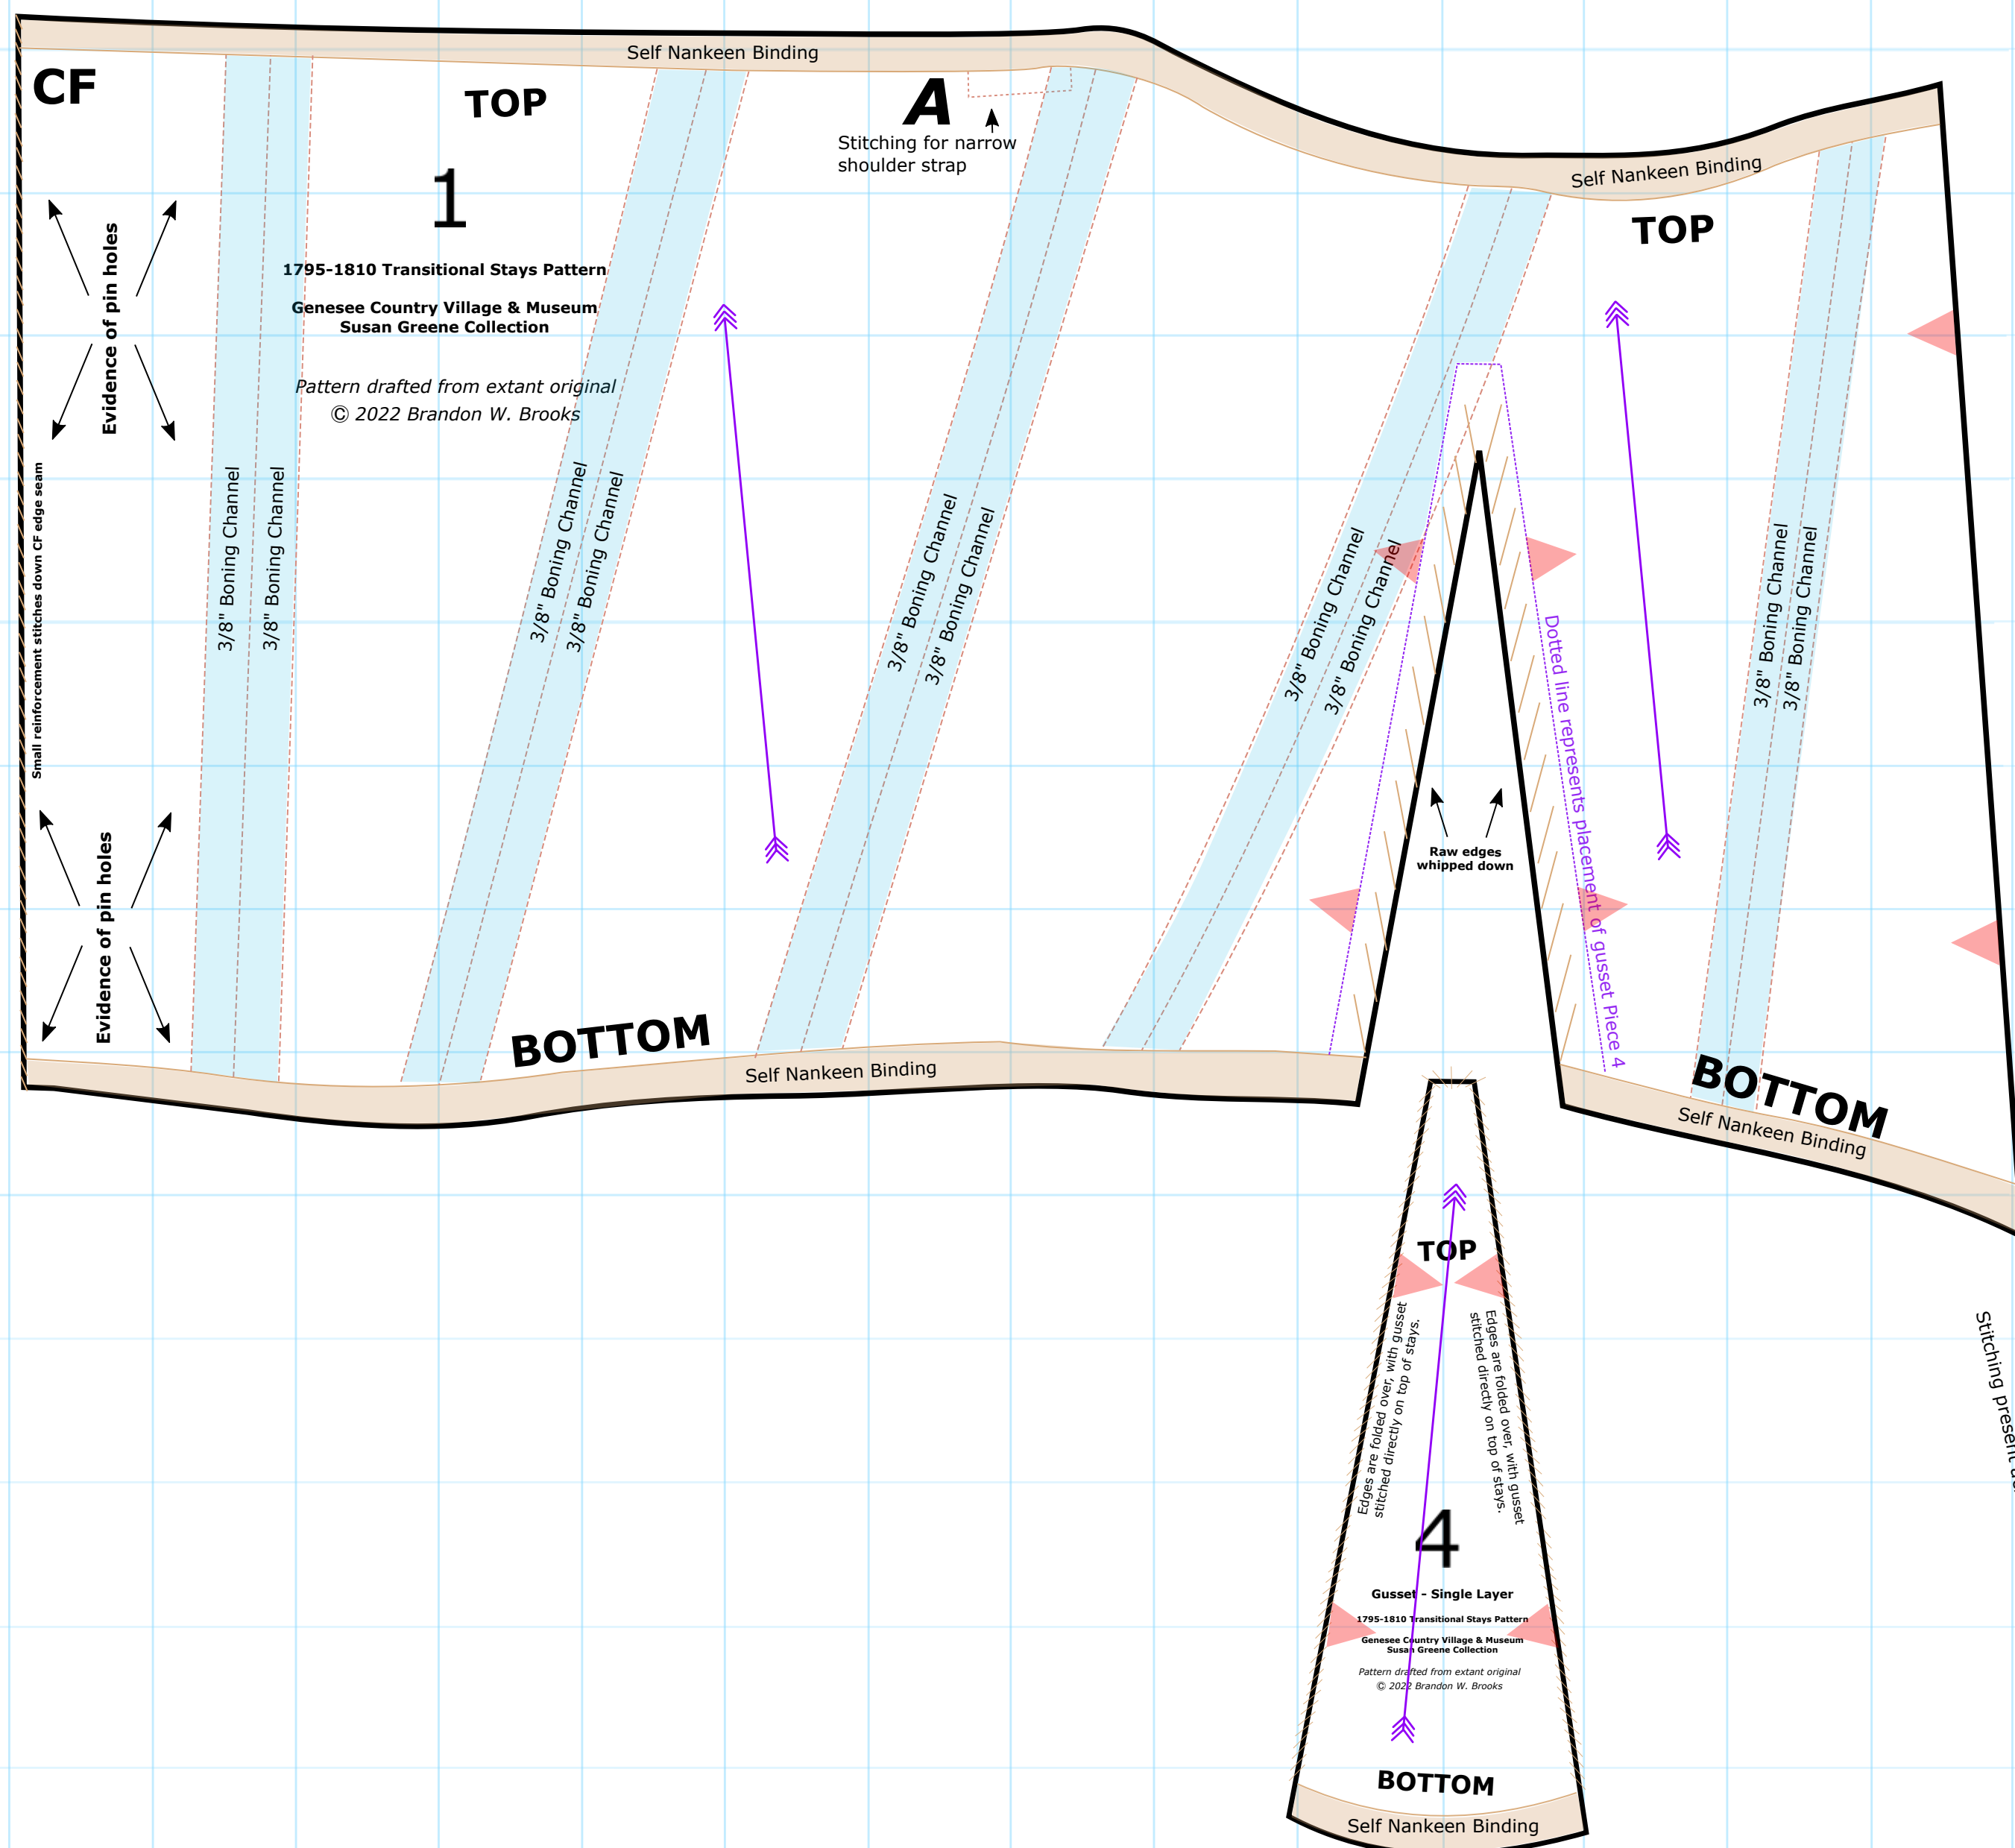 Self Nankeen Binding
CF
TOP
A
Stitching for narrow
shoulder strap
1
Self Nankeen Binding
TOP
Evidence of pin holes
1795-1810 Transitional Stays Pattern
Genesee Country Village & Museum
Susan Greene Collection
Pattern drafted from extant original
© 2022 Brandon W. Brooks
Small reinforcement stitches down CF edge seam
3/8" Boning Channel
3/8" Boning Channel
3/8" Boning Channel
3/8" Boning Channel
3/8" Boning Channel
3/8" Boning Channel
3/8" Boning Channel
3/8" Boning Channel
3/8" Boning Channel
3/8" Boning Channel
Dotted line represents placement of gusset Piece 4
Raw edges
whipped down
Evidence of pin holes
BOTTOM
Self Nankeen Binding
BOTTOM
Self Nankeen Binding
TOP
Edges are folded over, with gusset
stitched directly on top of stays.
Edges are folded over, with gusset
stitched directly on top of stays.
Stitching present
4
Gusset – Single Layer
1795-1810 Transitional Stays Pattern
Genesee Country Village & Museum
Susan Greene Collection
Pattern drafted from extant original
© 2022 Brandon W. Brooks
BOTTOM
Self Nankeen Binding